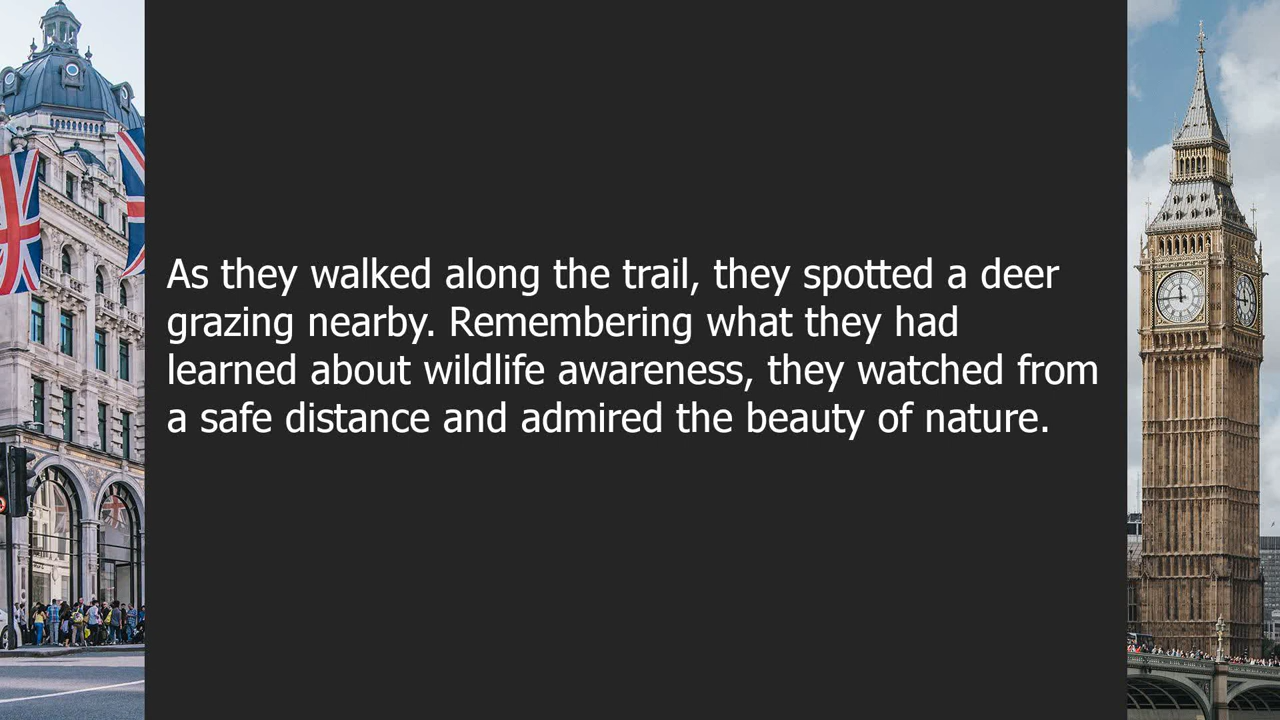 As they walked along the trail, they spotted a deer
grazing nearby. Remembering what they had
learned about wildlife awareness, they watched from
a safe distance and admired the beauty of nature.